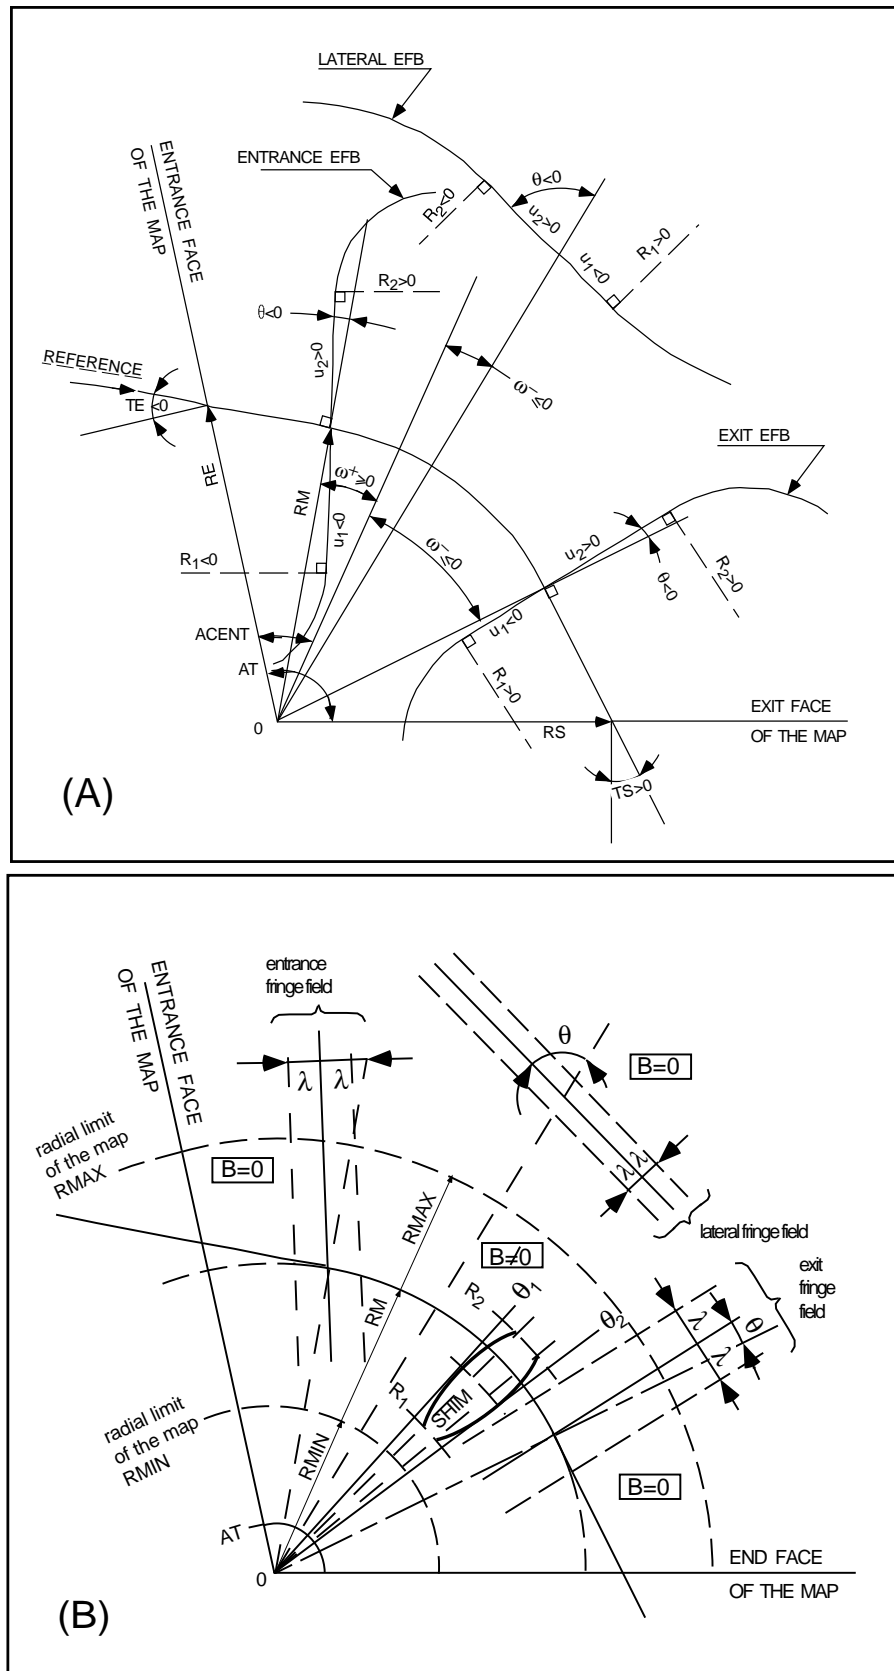 LATERAL EFB
ENTRANCE FACE
OF THE MAP
ENTRANCE EFB
θ<0
R2<0
u2>0
R1>0
u1<0
R2>0
θ<0
u2>0
REFERENCE
TE <0
ω−≤0
EXIT EFB
RE
RM
ω+≥0
u1<0
ω−≤0
u2>0
R1<0
R2>0
θ<0
ACENT
u1<0
AT
R1>0
0
RS
EXIT FACE
OF THE MAP
TS>0
(A)
entrance
fringe field
ENTRANCE FACE
OF THE MAP
θ
B=0
λ
λ
radial limit
of the map
RMAX
B=0
λ
λ
RMAX
lateral fringe field
B≠0
exit
fringe
field
R2
θ1
θ2
RM
λ
θ
λ
R1
SHIM
radial limit
of the map
RMIN
RMIN
B=0
AT
0
END FACE
OF THE MAP
(B)